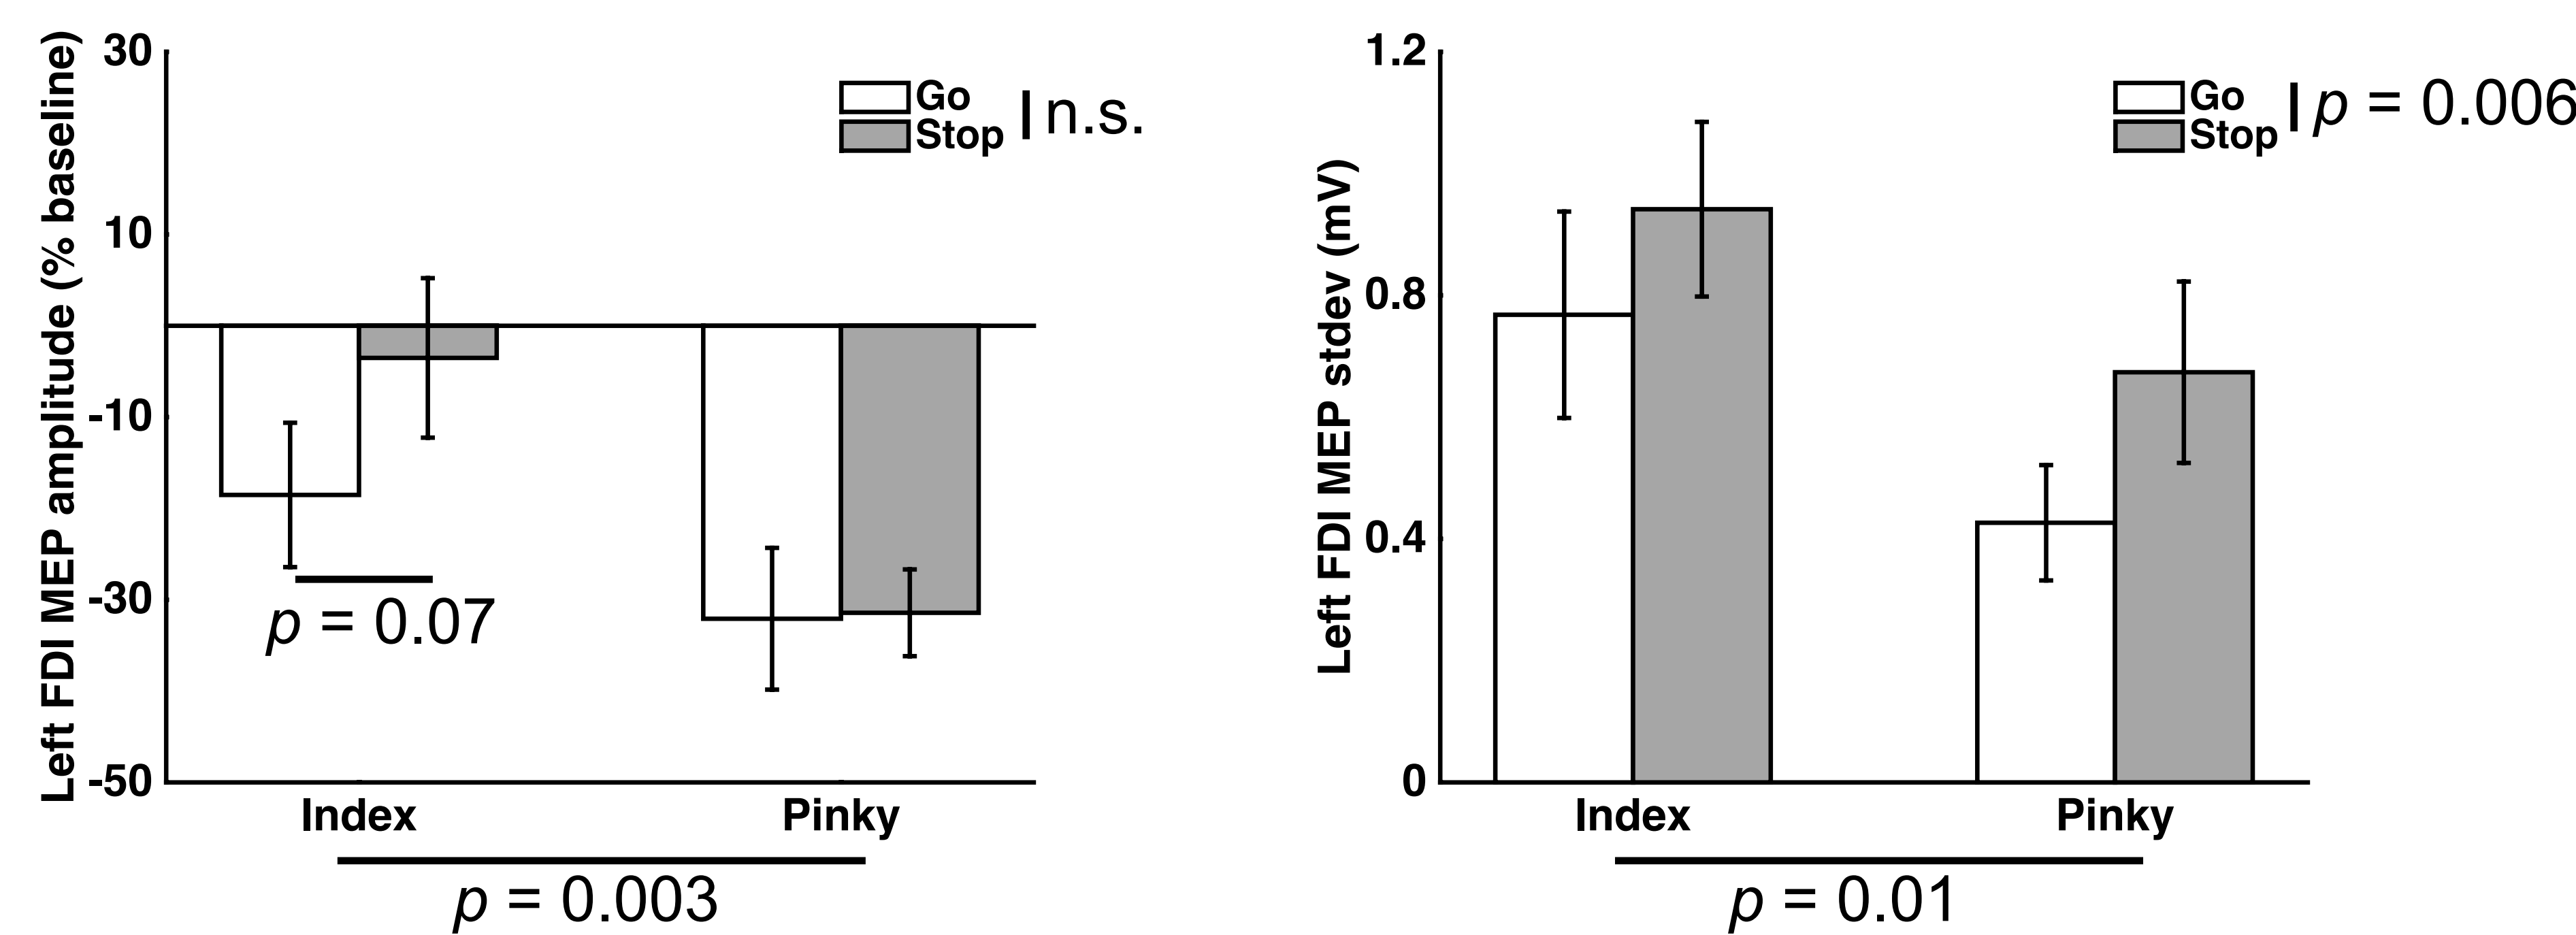 Left FDI MEP amplitude (% baseline)
30
10
-10
-30
-50
Go
Stop
n.s.
p = 0.07
Index
Pinky
p = 0.003
Left FDI MEP stdev (mV)
1.2
0.8
0.4
0
Go
Stop
p = 0.006
Index
Pinky
p = 0.01